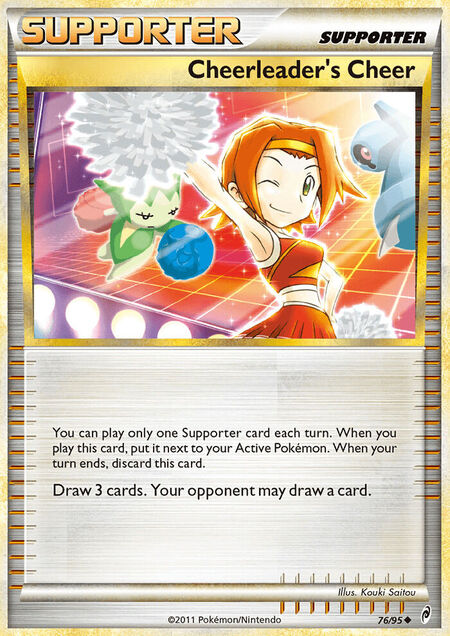 SUPPORTER
SUPPORTER
Cheerleader's Cheer
You can play only one Supporter card each turn. When you
play this card, put it next to your Active Pokémon. When your
turn ends, discard this card.
Draw 3 cards. Your opponent may draw a card.
Illus. Kouki Saitou
©2011 Pokémon/Nintendo
76/95